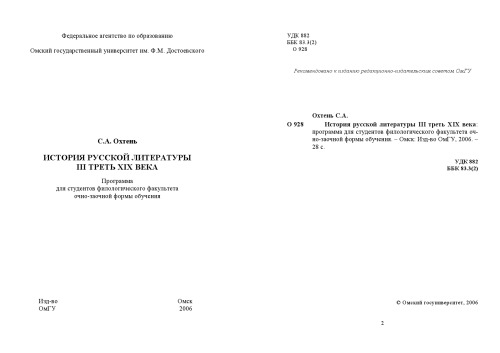 Федеральное агентство по образованию
Омский государственный университет им. Ф.М. Достоевского
С.А. Охтень
ИСТОРИЯ РУССКОЙ ЛИТЕРАТУРЫ
III ТРЕТЬ XIX ВЕКА
Программа
для студентов филологического факультета
очно-заочной формы обучения
Изд-во Омск
ОмГУ 2006
УДК 882
ББК 83.3(2)
О 928
Рекомендовано к изданию редакционно-издательским советом ОмГУ
Охтень С.А.
О 928 История русской литературы III треть XIX века:
программа для студентов филологического факультета оч-
но-заочной формы обучения. – Омск: Изд-во ОмГУ, 2006. –
28 с.
УДК 882
ББК 83.3(2)
© Омский госуниверситет, 2006
2